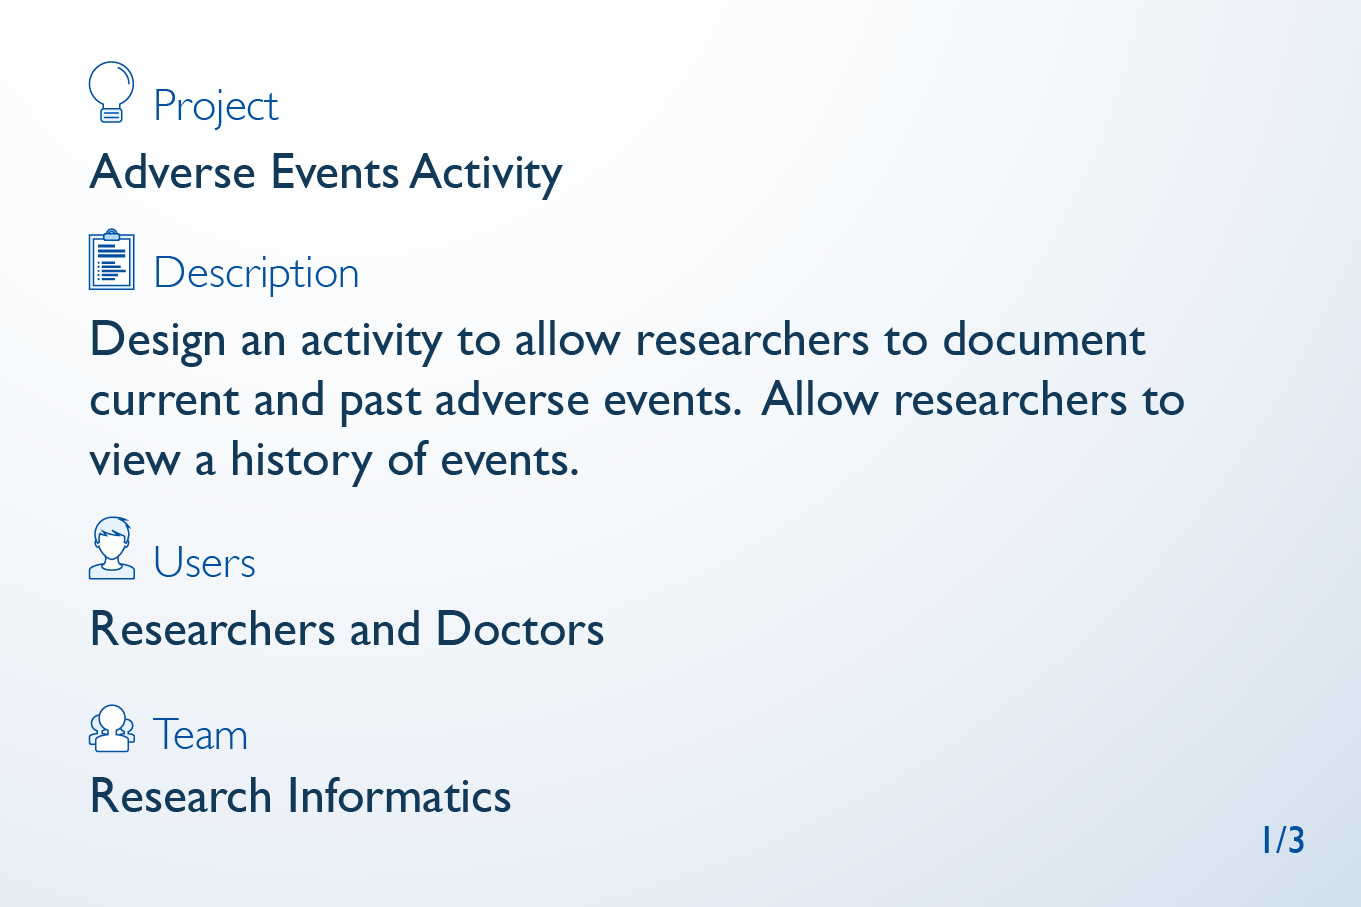 Project
Adverse Events Activity
Description
Design an activity to allow researchers to document
current and past adverse events.  Allow researchers to
view a history of events.
Users
Researchers and Doctors
Team
Research Informatics
1/3